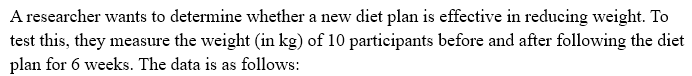 A researcher wants to determine whether a new diet plan is effective in reducing weight. To
test this, they measure the weight (in kg) of 10 participants before and after following the diet
plan for 6 weeks. The data is as follows: